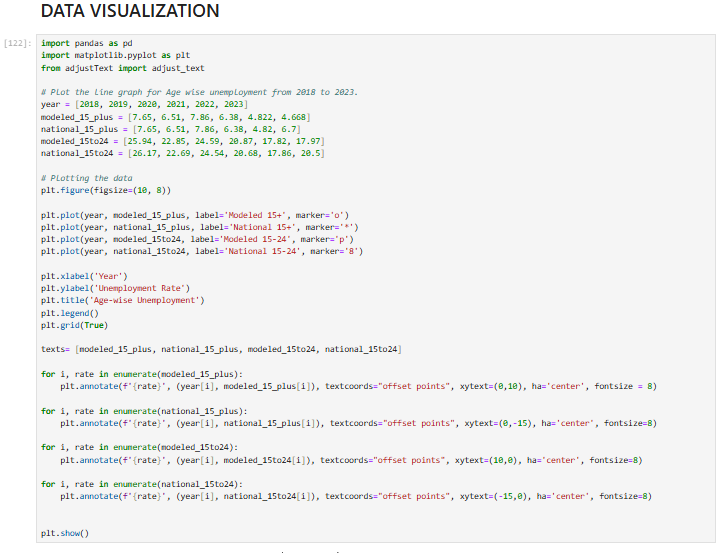 DATA VISUALIZATION
[122]:
import pandas as pd
import matplotlib.pyplot as plt
from adjustText import adjust_text
# Plot the Line graph for Age wise unemployment from 2018 to 2023.
year = [2018, 2019, 2020, 2021, 2022, 2023]
modeled_15_plus = [7.65, 6.51, 7.86, 6.38, 4.822, 4.668]
national_15_plus = [7.65, 6.51, 7.86, 6.38, 4.82, 6.7]
modeled_15to24 = [25.94, 22.85, 24.59, 20.87, 17.82, 17.97]
national_15to24 = [26.17, 22.69, 24.54, 20.68, 17.86, 20.5]
# Plotting the data
plt.figure(figsize=(10, 8))
plt.plot(year, modeled_15_plus, label='Modeled 15+', marker='o')
plt.plot(year, national_15_plus, label='National 15+', marker='*')
plt.plot(year, modeled_15to24, label='Modeled 15-24', marker='p')
plt.plot(year, national_15to24, label='National 15-24', marker='8')
plt.xlabel('Year')
plt.ylabel('Unemployment Rate')
plt.title('Age-wise Unemployment')
plt.legend()
plt.grid(True)
texts= [modeled_15_plus, national_15_plus, modeled_15to24, national_15to24]
for i, rate in enumerate(modeled_15_plus):
    plt.annotate(f'{rate}', (year[i], modeled_15_plus[i]), textcoords="offset points", xytext=(0,10), ha='center', fontsize = 8)
for i, rate in enumerate(national_15_plus):
    plt.annotate(f'{rate}', (year[i], national_15_plus[i]), textcoords="offset points", xytext=(0,-15), ha='center', fontsize=8)
for i, rate in enumerate(modeled_15to24):
    plt.annotate(f'{rate}', (year[i], modeled_15to24[i]), textcoords="offset points", xytext=(10,0), ha='center', fontsize=8)
for i, rate in enumerate(national_15to24):
    plt.annotate(f'{rate}', (year[i], national_15to24[i]), textcoords="offset points", xytext=(-15,0), ha='center', fontsize=8)
plt.show()